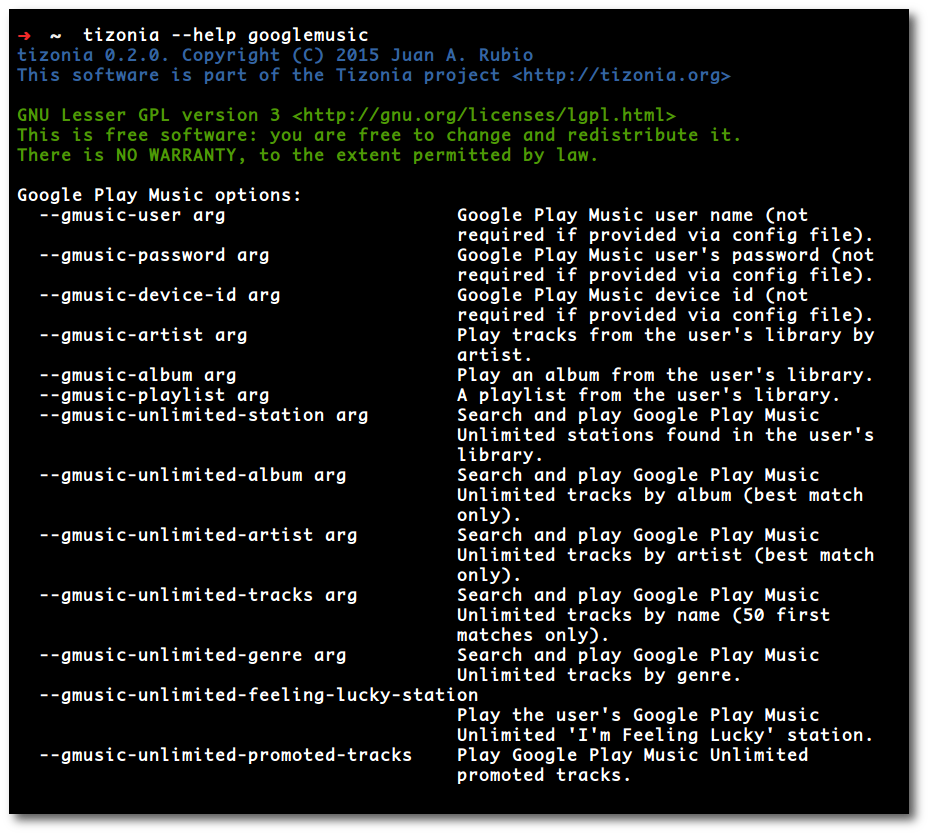 ➜  ~  tizonia --help googlemusic
tizonia 0.2.0. Copyright (C) 2015 Juan A. Rubio
This software is part of the Tizonia project <http://tizonia.org>
GNU Lesser GPL version 3 <http://gnu.org/licenses/lgpl.html>
This is free software: you are free to change and redistribute it.
There is NO WARRANTY, to the extent permitted by law.
Google Play Music options:
  --gmusic-user arg                     Google Play Music user name (not
                                        required if provided via config file).
  --gmusic-password arg                 Google Play Music user's password (not
                                        required if provided via config file).
  --gmusic-device-id arg                Google Play Music device id (not
                                        required if provided via config file).
  --gmusic-artist arg                   Play tracks from the user's library by
                                        artist.
  --gmusic-album arg                    Play an album from the user's library.
  --gmusic-playlist arg                 A playlist from the user's library.
  --gmusic-unlimited-station arg        Search and play Google Play Music
                                        Unlimited stations found in the user's
                                        library.
  --gmusic-unlimited-album arg          Search and play Google Play Music
                                        Unlimited tracks by album (best match
                                        only).
  --gmusic-unlimited-artist arg         Search and play Google Play Music
                                        Unlimited tracks by artist (best match
                                        only).
  --gmusic-unlimited-tracks arg         Search and play Google Play Music
                                        Unlimited tracks by name (50 first
                                        matches only).
  --gmusic-unlimited-genre arg          Search and play Google Play Music
                                        Unlimited tracks by genre.
  --gmusic-unlimited-feeling-lucky-station
                                        Play the user's Google Play Music
                                        Unlimited 'I'm Feeling Lucky' station.
  --gmusic-unlimited-promoted-tracks    Play Google Play Music Unlimited
                                        promoted tracks.